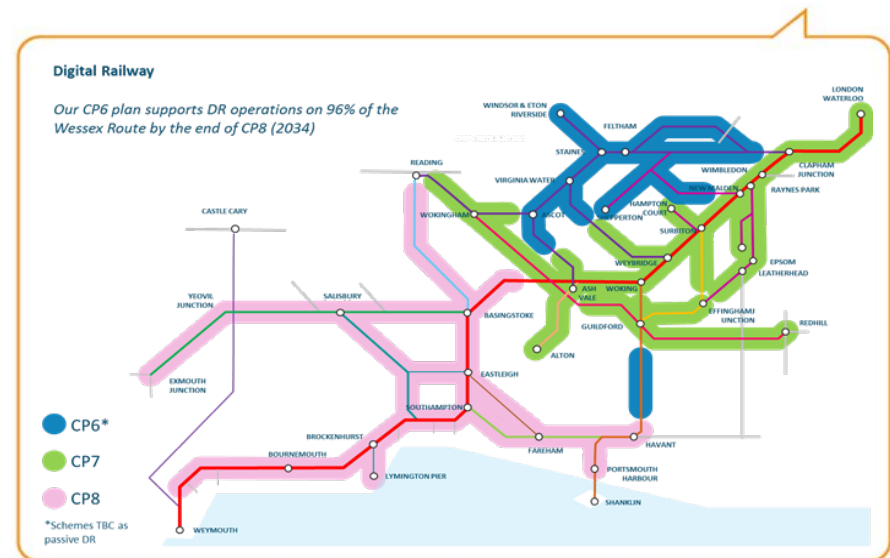 Digital Railway
Our CP6 plan supports DR operations on 96% of the
Wessex Route by the end of CP8 (2034)
LONDON
WATERLOO
WINDSOR & ETON
RIVERSIDE
FELTHAM
STAINES
CLAPHAM
JUNCTION
READING
VIRGINIA WATER
WIMBLEDON
NEW MALDEN
RAYNES PARK
HAMPTON
COURT
CASTLE CARY
WOKINGHAM
ASCOT
SHEPPERTON
SURBITON
WEYBRIDGE
EPSOM
LEATHERHEAD
YEOVIL
JUNCTION
SALISBURY
ASH
VALE
WOKING
BASINGSTOKE
EFFINGHAMJ
UNCTION
GUILDFORD
REDHILL
ALTON
EXMOUTH
JUNCTION
EASTLEIGH
SOUTHAMPTON
CP6*
BROCKENHURST
FAREHAM
HAVANT
BOURNEMOUTH
CP7
LYMINGTON PIER
PORTSMOUTH
HARBOUR
CP8
SHANKLIN
*Schemes TBC as
passive DR
WEYMOUTH